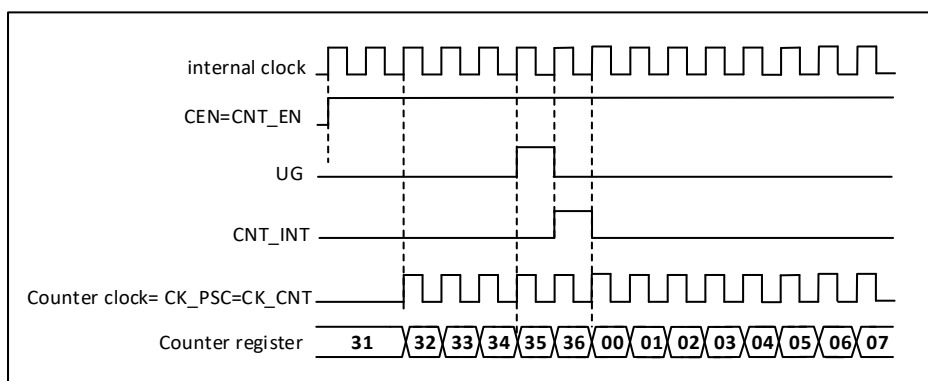 internal clock
CEN=CNT_EN
UG
CNT_INT
Counter clock= CK_PSC=CK_CNT
Counter register 31 32 33 34 35 36 00 01 02 03 04 05 06 07